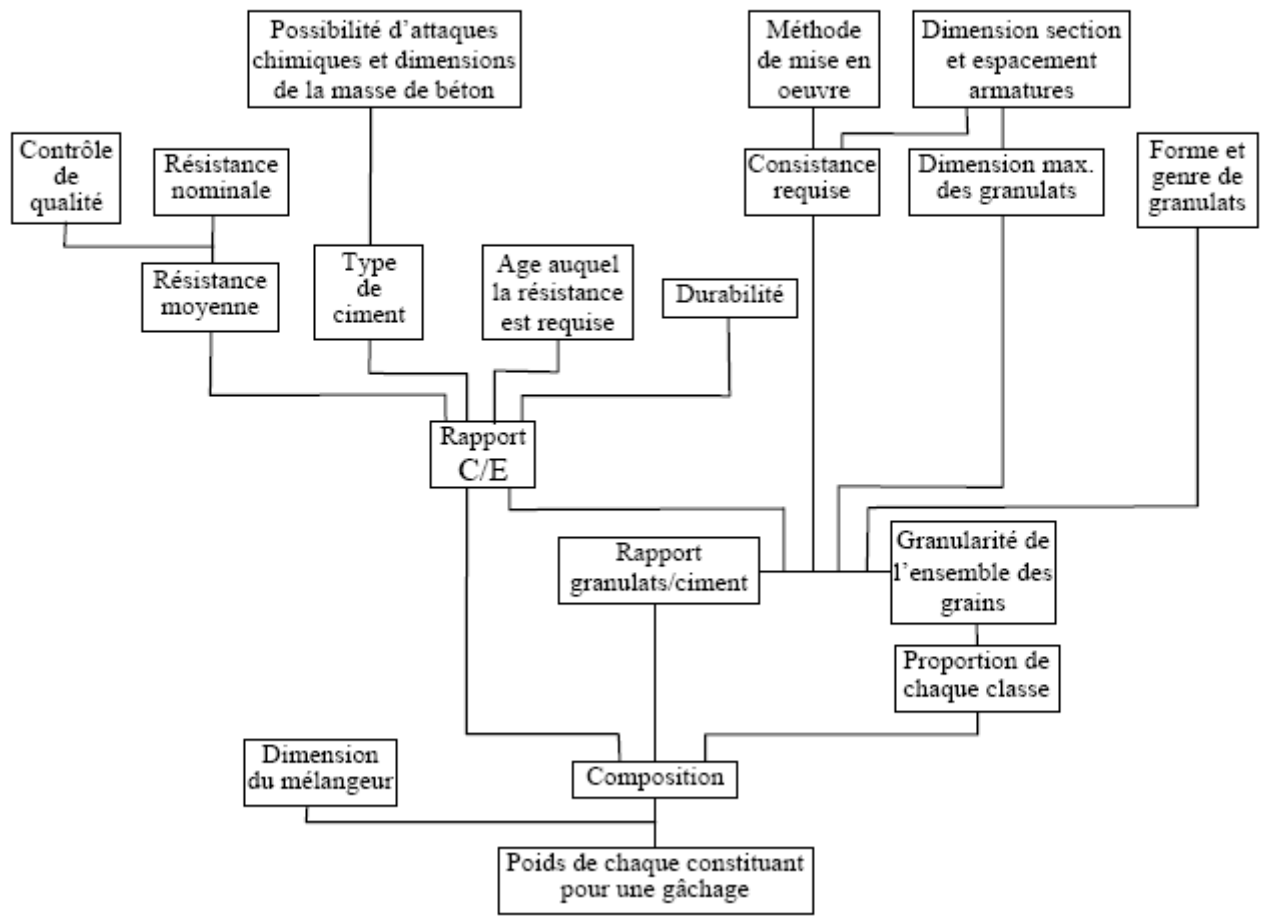 Possibilité d'attaques
chimiques et dimensions
de la masse de béton
Méthode
de mise en
oeuvre
Dimension section
et espacement
armatures
Contrôle
de
qualité
Résistance
nominale
Consistance
requise
Dimension max.
des granulats
Forme et
genre de
granulats
Résistance
moyenne
Type
de
ciment
Age auquel
la résistance
est requise
Durabilité
Rapport
C/E
Rapport
granulats/ciment
Granularité de
l'ensemble des
grains
Proportion de
chaque classe
Dimension
du mélangeur
Composition
Poids de chaque constituant
pour une gâchage